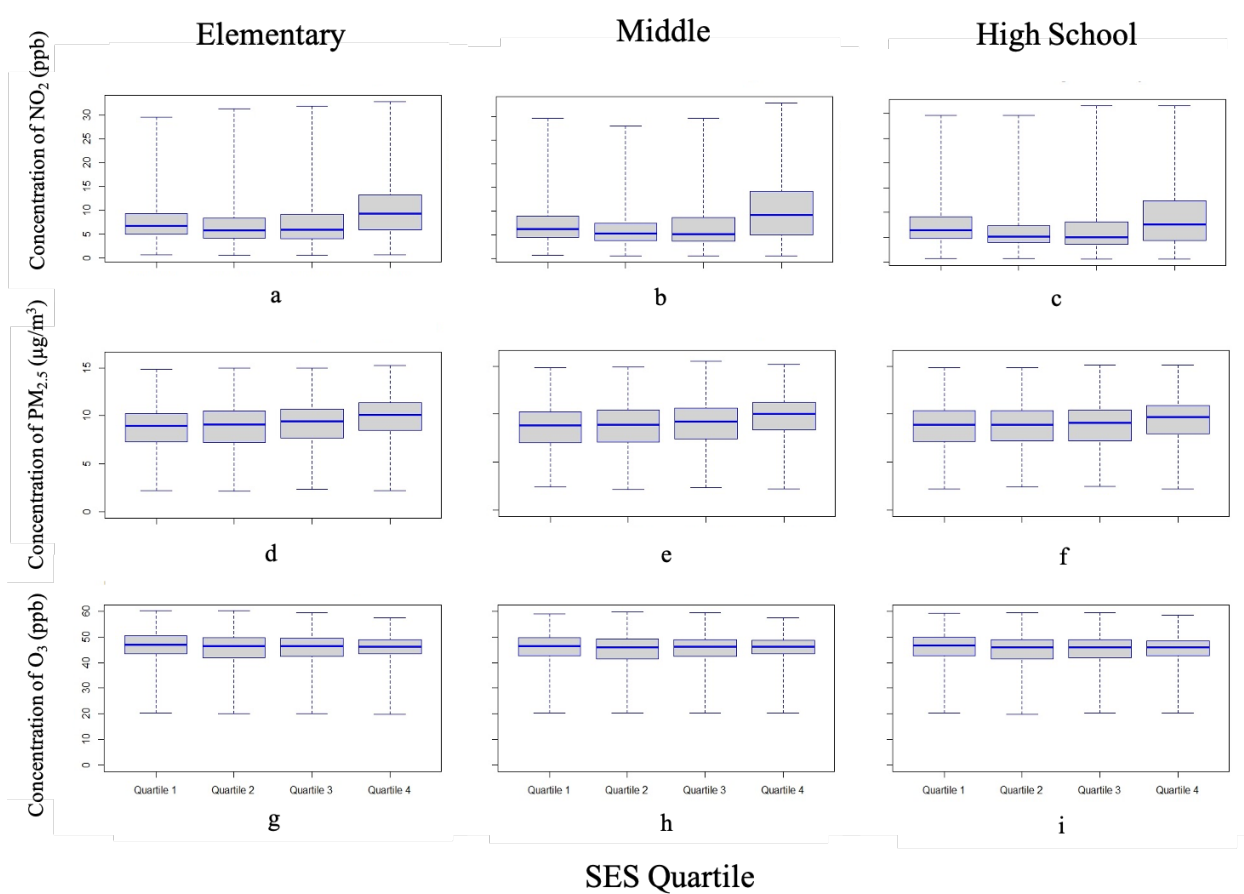 Elementary
Middle
High School
Concentration of NO2 (ppb)
30
25
20
15
10
5
0
a
b
c
Concentration of PM2.5 (μg/m³)
15
10
5
0
d
e
f
Concentration of O3 (ppb)
60
50
40
30
20
10
0
Quartile 1 Quartile 2 Quartile 3 Quartile 4
Quartile 1 Quartile 2 Quartile 3 Quartile 4
Quartile 1 Quartile 2 Quartile 3 Quartile 4
g
h
i
SES Quartile